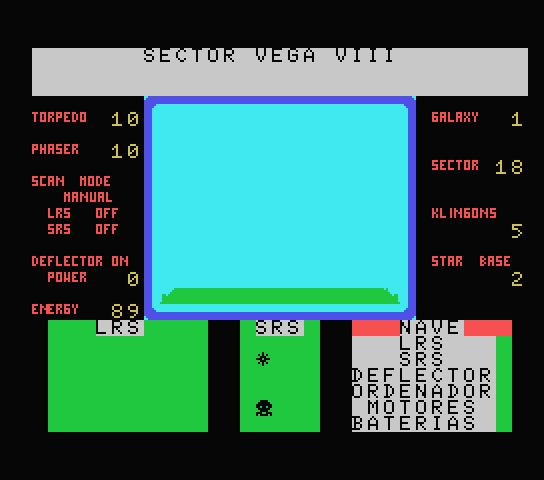 SECTOR VEGA VIII
TORPEDO 10
PHASER 10
SCAN MODE
MANUAL
LRS OFF
SRS OFF
DEFLECTOR ON
POWER 0
ENERGY 89
GALAXY 1
SECTOR 18
KLINGONS
5
STAR BASE
2
LRS
SRS
NAVE
LRS
SRS
DEFLECTOR
ORDENADOR
MOTORES
BATERIAS